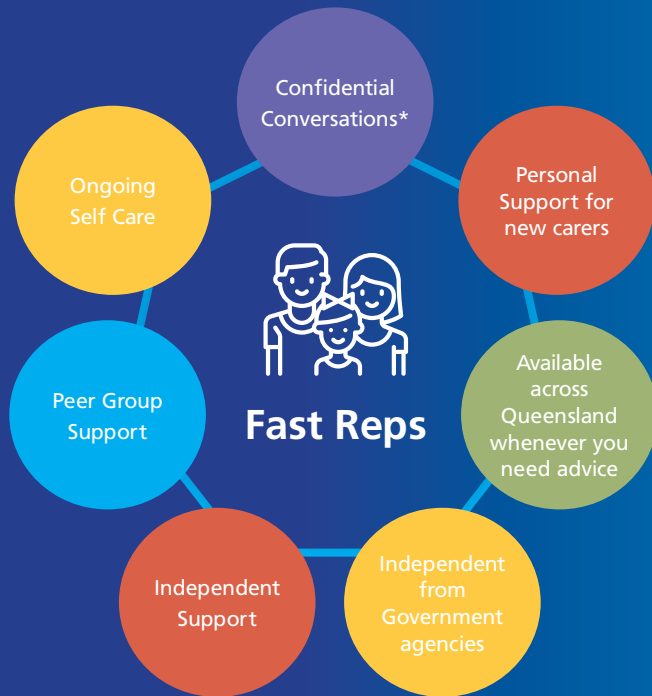 Confidential
Conversations*
Ongoing
Self Care
Personal
Support for
new carers
Peer Group
Support
Fast Reps
Available
across
Queensland
whenever you
need advice
Independent
Support
Independent
from
Government
agencies